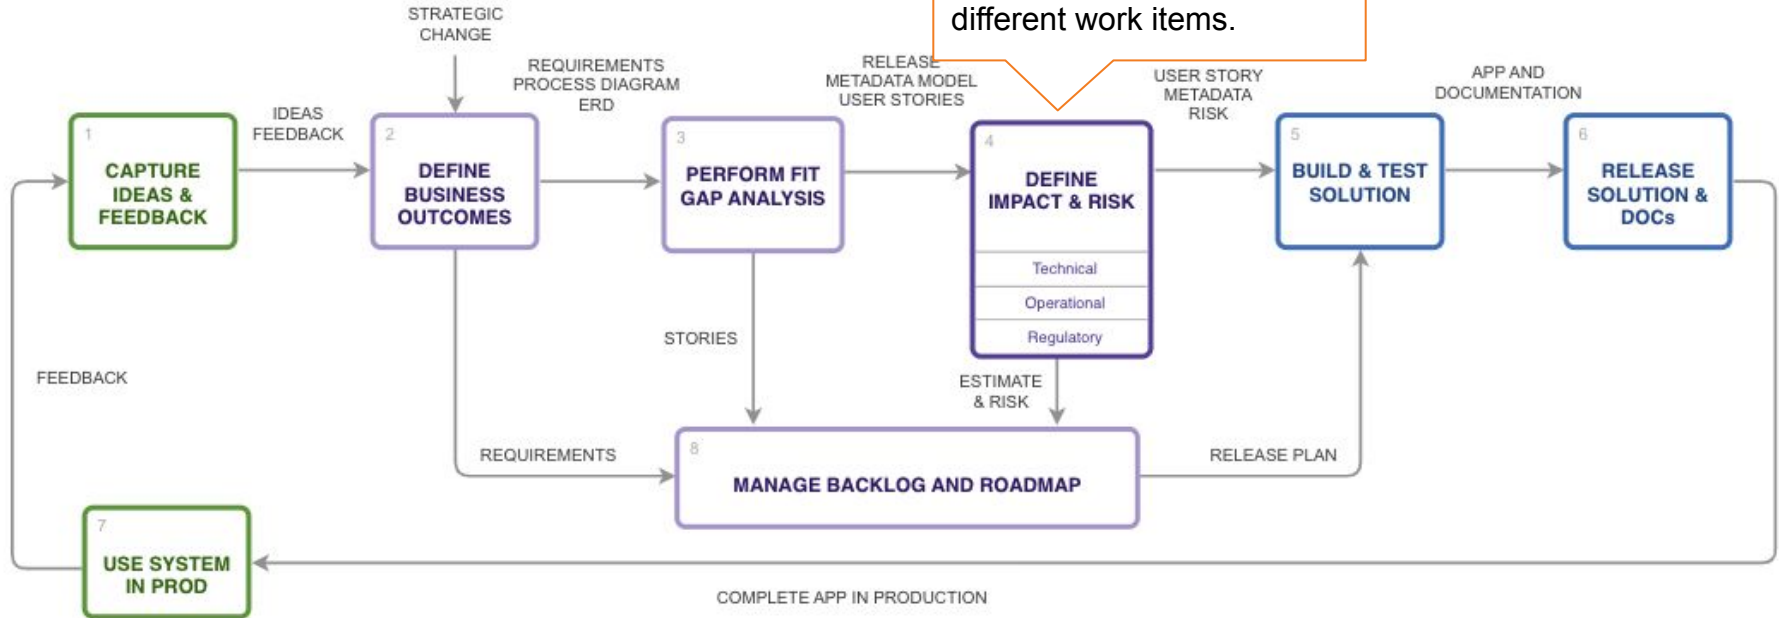 different work items.
STRATEGIC
CHANGE
REQUIREMENTS
PROCESS DIAGRAM
ERD
RELEASE
METADATA MODEL
USER STORIES
USER STORY
METADATA
RISK
APP AND
DOCUMENTATION
IDEAS
FEEDBACK
1
CAPTURE
IDEAS &
FEEDBACK
2
DEFINE
BUSINESS
OUTCOMES
3
PERFORM FIT
GAP ANALYSIS
4
DEFINE
IMPACT & RISK
Technical
Operational
Regulatory
5
BUILD & TEST
SOLUTION
6
RELEASE
SOLUTION &
DOCs
STORIES
FEEDBACK
ESTIMATE
& RISK
REQUIREMENTS
8
MANAGE BACKLOG AND ROADMAP
RELEASE PLAN
7
USE SYSTEM
IN PROD
COMPLETE APP IN PRODUCTION